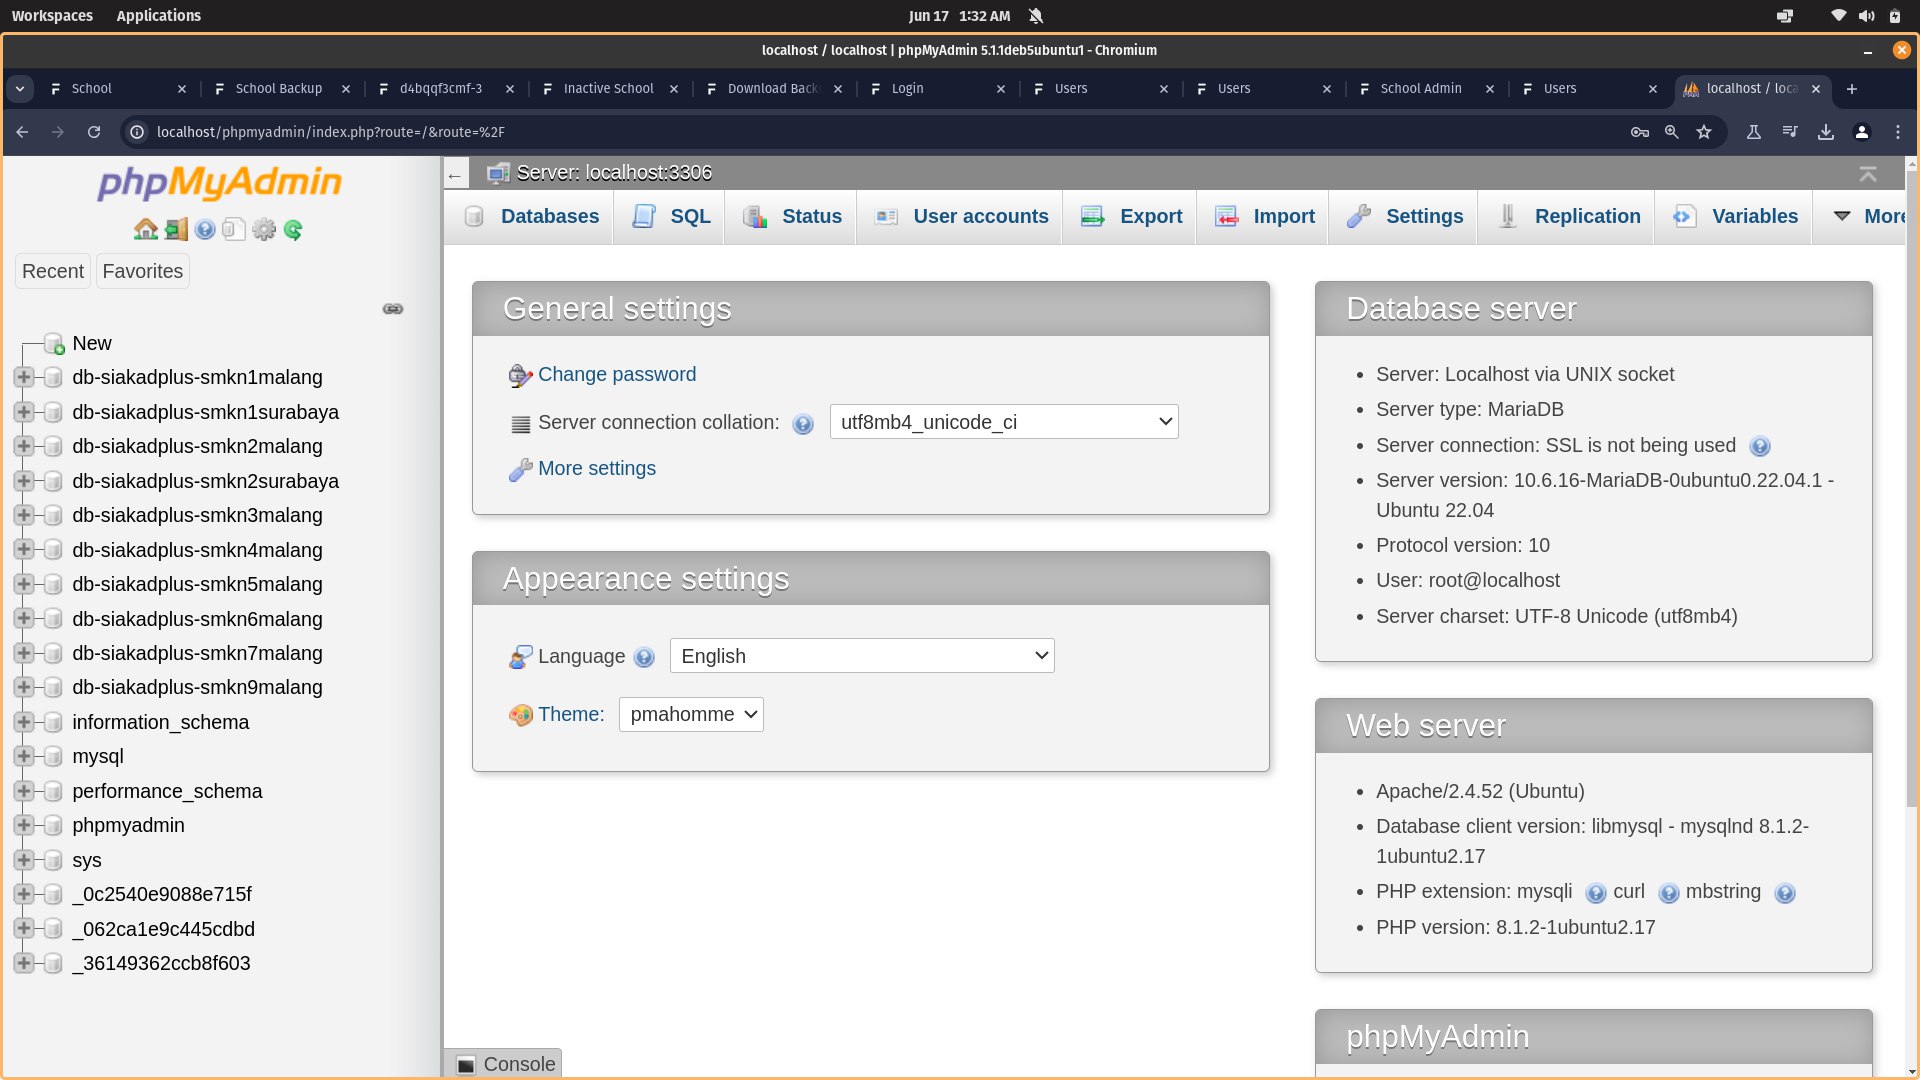 Workspaces Applications Jun 17 1:32 AM
localhost / localhost | phpMyAdmin 5.1.1deb5ubuntu1 - Chromium
School School Backup d4bqqf3cmf-3 Inactive School Download Back Login Users Users School Admin Users localhost / loca
localhost/phpmyadmin/index.php?route=/&route=%2F
phpMyAdmin
Recent Favorites
New
db-siakadplus-smkn1malang
db-siakadplus-smkn1surabaya
db-siakadplus-smkn2malang
db-siakadplus-smkn2surabaya
db-siakadplus-smkn3malang
db-siakadplus-smkn4malang
db-siakadplus-smkn5malang
db-siakadplus-smkn6malang
db-siakadplus-smkn7malang
db-siakadplus-smkn9malang
information_schema
mysql
performance_schema
phpmyadmin
sys
_0c2540e9088e715f
_062ca1e9c445cdbd
_36149362ccb8f603
Server: localhost:3306
Databases SQL Status User accounts Export Import Settings Replication Variables More
General settings
Change password
Server connection collation: utf8mb4_unicode_ci
More settings
Appearance settings
Language English
Theme: pmahomme
Database server
• Server: Localhost via UNIX socket
• Server type: MariaDB
• Server connection: SSL is not being used
• Server version: 10.6.16-MariaDB-0ubuntu0.22.04.1 -
Ubuntu 22.04
• Protocol version: 10
• User: root@localhost
• Server charset: UTF-8 Unicode (utf8mb4)
Web server
• Apache/2.4.52 (Ubuntu)
• Database client version: libmysql - mysqlnd 8.1.2-
1ubuntu2.17
• PHP extension: mysqli curl mbstring
• PHP version: 8.1.2-1ubuntu2.17
phpMyAdmin
Console